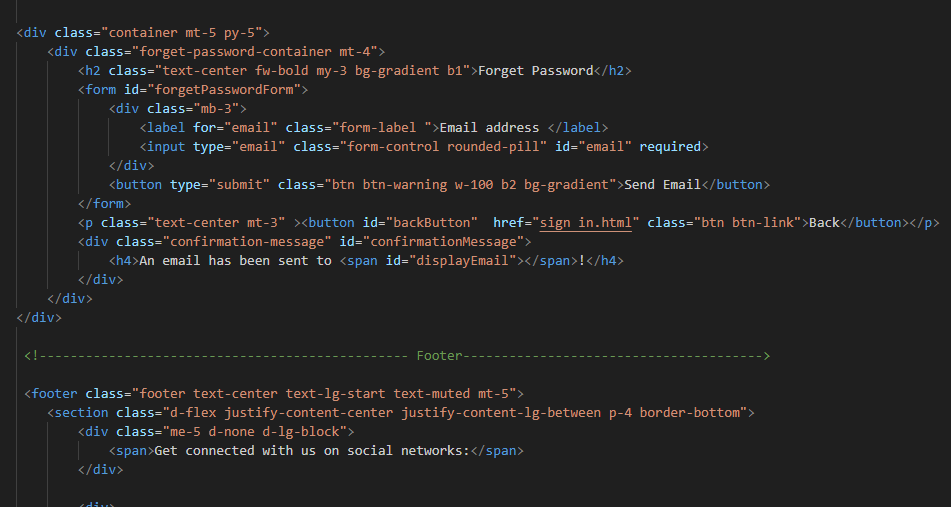 <div class="container mt-5 py-5">
<div class="forget-password-container mt-4">
<h2 class="text-center fw-bold my-3 bg-gradient b1">Forget Password</h2>
<form id="forgetPasswordForm">
<div class="mb-3">
<label for="email" class="form-label ">Email address </label>
<input type="email" class="form-control rounded-pill" id="email" required>
</div>
<button type="submit" class="btn btn-warning w-100 b2 bg-gradient">Send Email</button>
</form>
<p class="text-center mt-3" ><button id="backButton"  href="sign in.html" class="btn btn-link">Back</button></p>
<div class="confirmation-message" id="confirmationMessage">
<h4>An email has been sent to <span id="displayEmail"></span>!</h4>
</div>
</div>
</div>
<!------------------------------------------------ Footer--------------------------------------->
<footer class="footer text-center text-lg-start text-muted mt-5">
<section class="d-flex justify-content-center justify-content-lg-between p-4 border-bottom">
<div class="me-5 d-none d-lg-block">
<span>Get connected with us on social networks:</span>
</div>
<div>